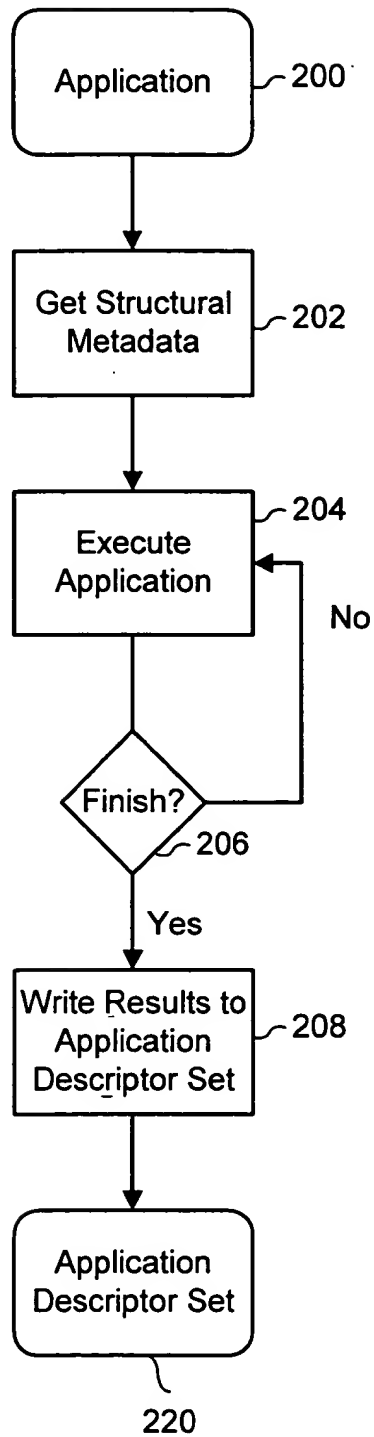 Application
200
Get Structural
Metadata
202
204
Execute
Application
No
Finish?
206
Yes
Write Results to
Application
Descriptor Set
208
Application
Descriptor Set
220